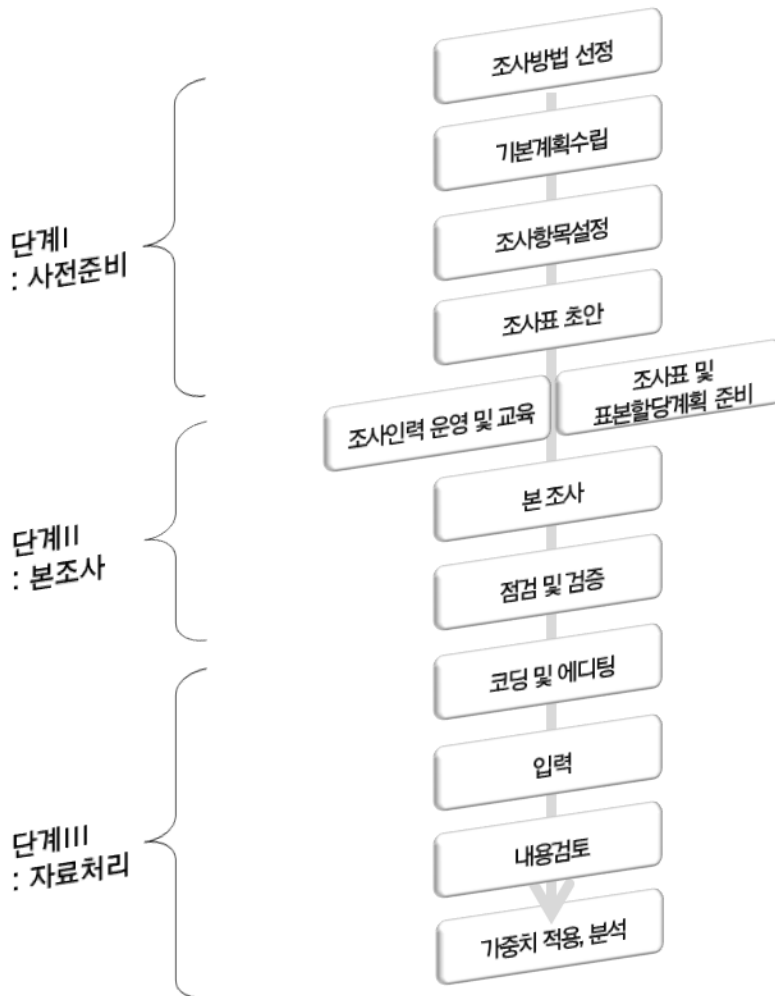 조사방법 선정
기본계획수립
단계I
: 사전준비
조사항목설정
조사표 초안
조사인력 운영 및 교육
조사표 및
표본할당계획 준비
단계II
: 본조사
본 조사
점검 및 검증
코딩 및 에디팅
단계III
: 자료처리
입력
내용검토
가중치 적용, 분석